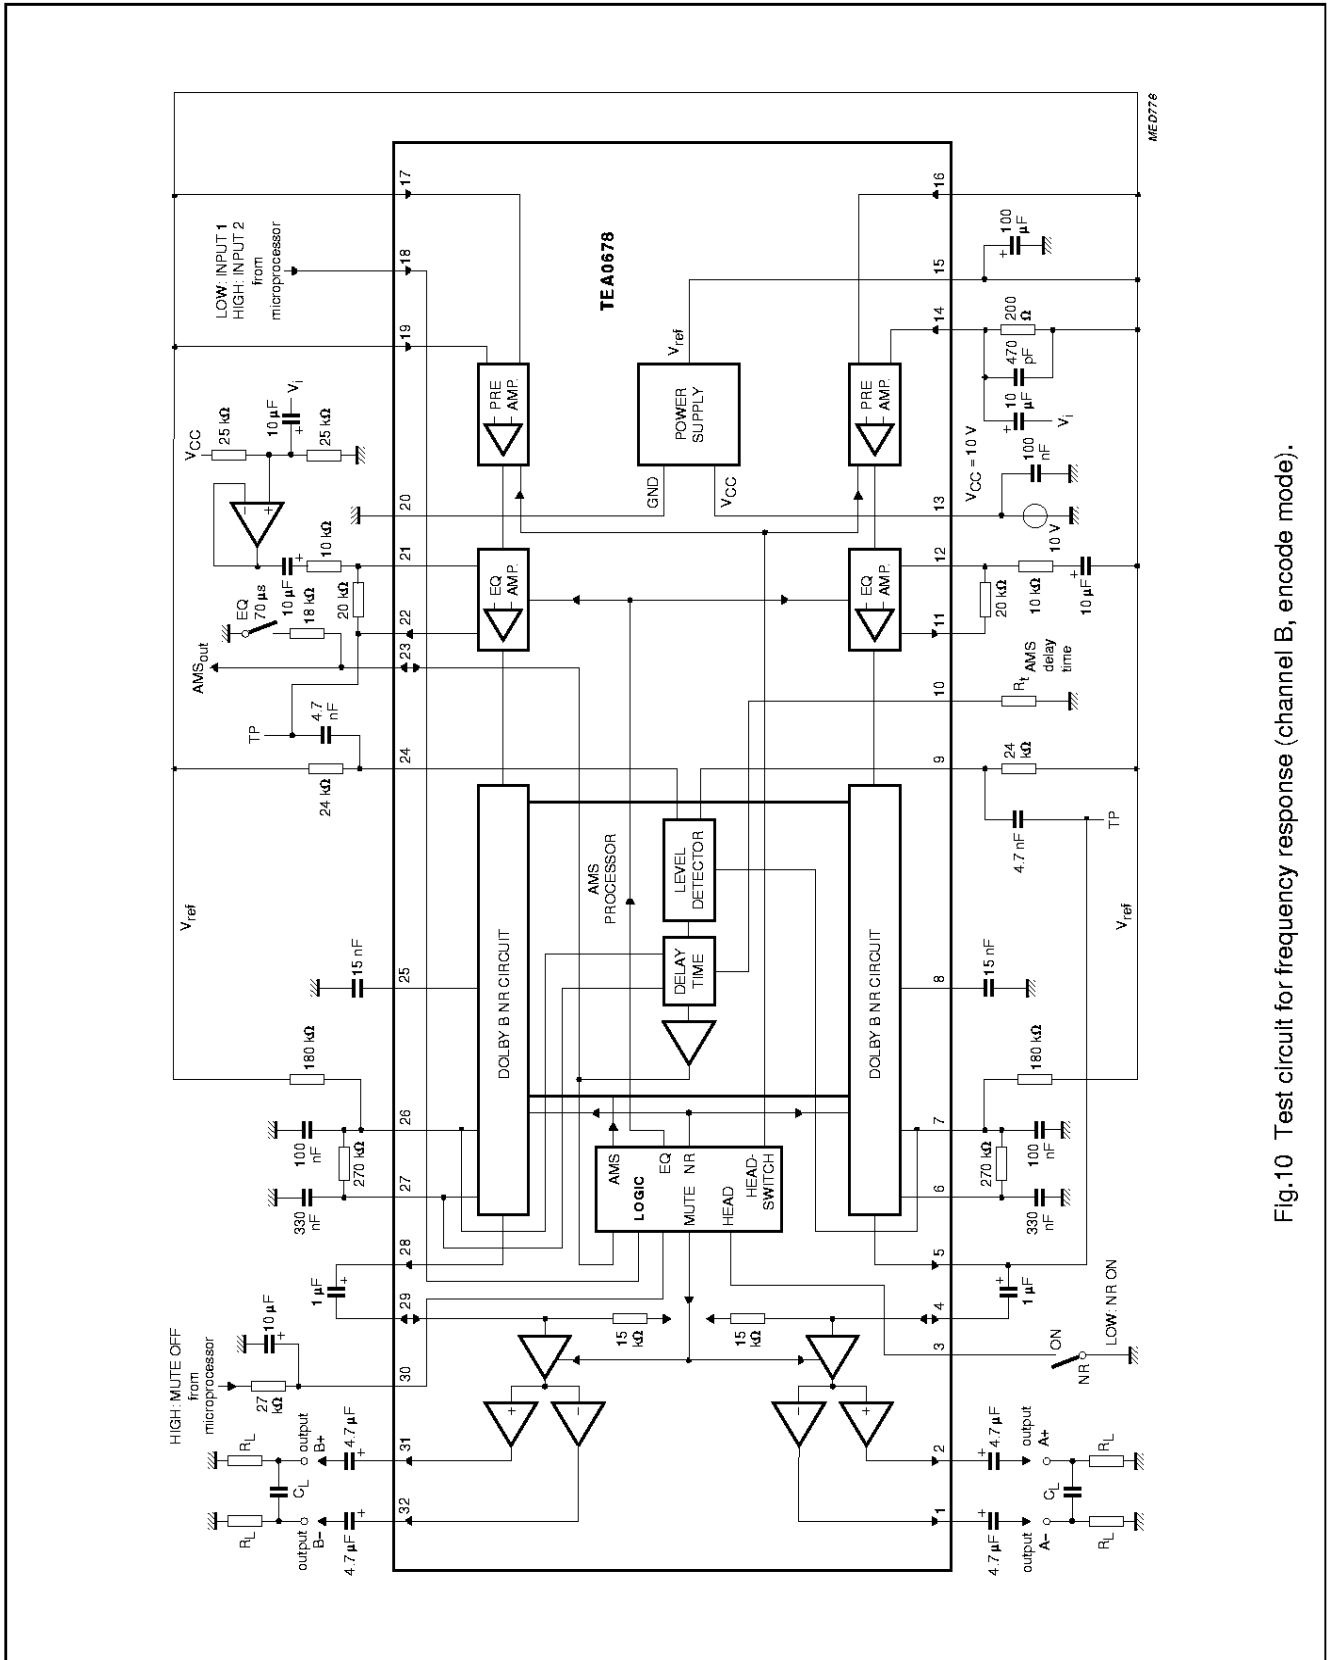 HIGH: MUTE OFF
from
microprocessor
LOW: INPUT 1
HIGH: INPUT 2
from
microprocessor
output
B−
output
B+
RL
RL
CL
4.7 µF
+
4.7 µF
+
27
kΩ
10 µF
+
1 µF
+
330
nF
270 kΩ
100
nF
180 kΩ
15 nF
Vref
24 kΩ
4.7
nF
TP
AMSout
EQ
70 µs
18 kΩ
20 kΩ
10 µF
+
10 kΩ
VCC
25 kΩ
10 µF
+
Vi
25 kΩ
−
+
32
31
30
29
28
27
26
25
24
23
22
21
20
19
18
17
TEA0678
+
−
−
+
15
kΩ
15
kΩ
AMS
LOGIC
EQ
MUTE NR
HEAD
HEAD-
SWITCH
DOLBY B NR CIRCUIT
DOLBY B NR CIRCUIT
AMS
PROCESSOR
DELAY
TIME
LEVEL
DETECTOR
EQ
AMP.
EQ
AMP.
PRE
AMP.
PRE
AMP.
GND
VCC
POWER
SUPPLY
Vref
1
2
3
4
5
6
7
8
9
10
11
12
13
14
15
16
4.7 µF
+
4.7 µF
+
output
A−
output
A+
CL
RL
RL
ON
NR
LOW: NR ON
1 µF
+
330
nF
270 kΩ
100
nF
180 kΩ
15 nF
Vref
4.7 nF
TP
24
kΩ
Rt
AMS
delay
time
20 kΩ
10 kΩ
10 µF
+
VCC = 10 V
10 V
100
nF
10
µF
+
Vi
470
pF
200
Ω
100
µF
+
MED778
Fig.10 Test circuit for frequency response (channel B, encode mode).